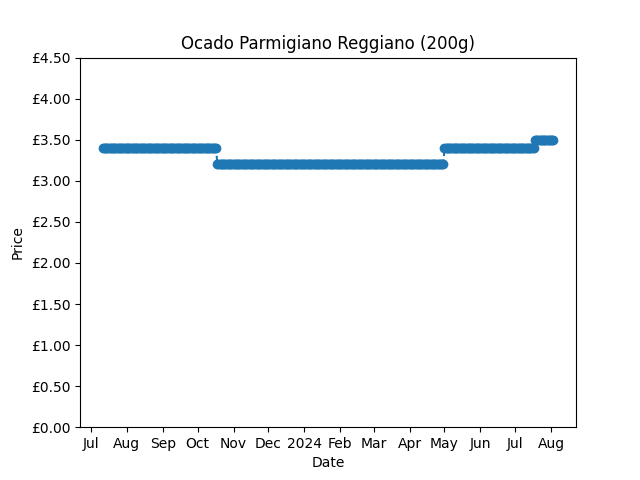 Ocado Parmigiano Reggiano (200g)
£4.50
£4.00
£3.50
£3.00
£2.50
£2.00
£1.50
£1.00
£0.50
£0.00
Price
Jul Aug Sep Oct Nov Dec 2024 Feb Mar Apr May Jun Jul Aug
Date